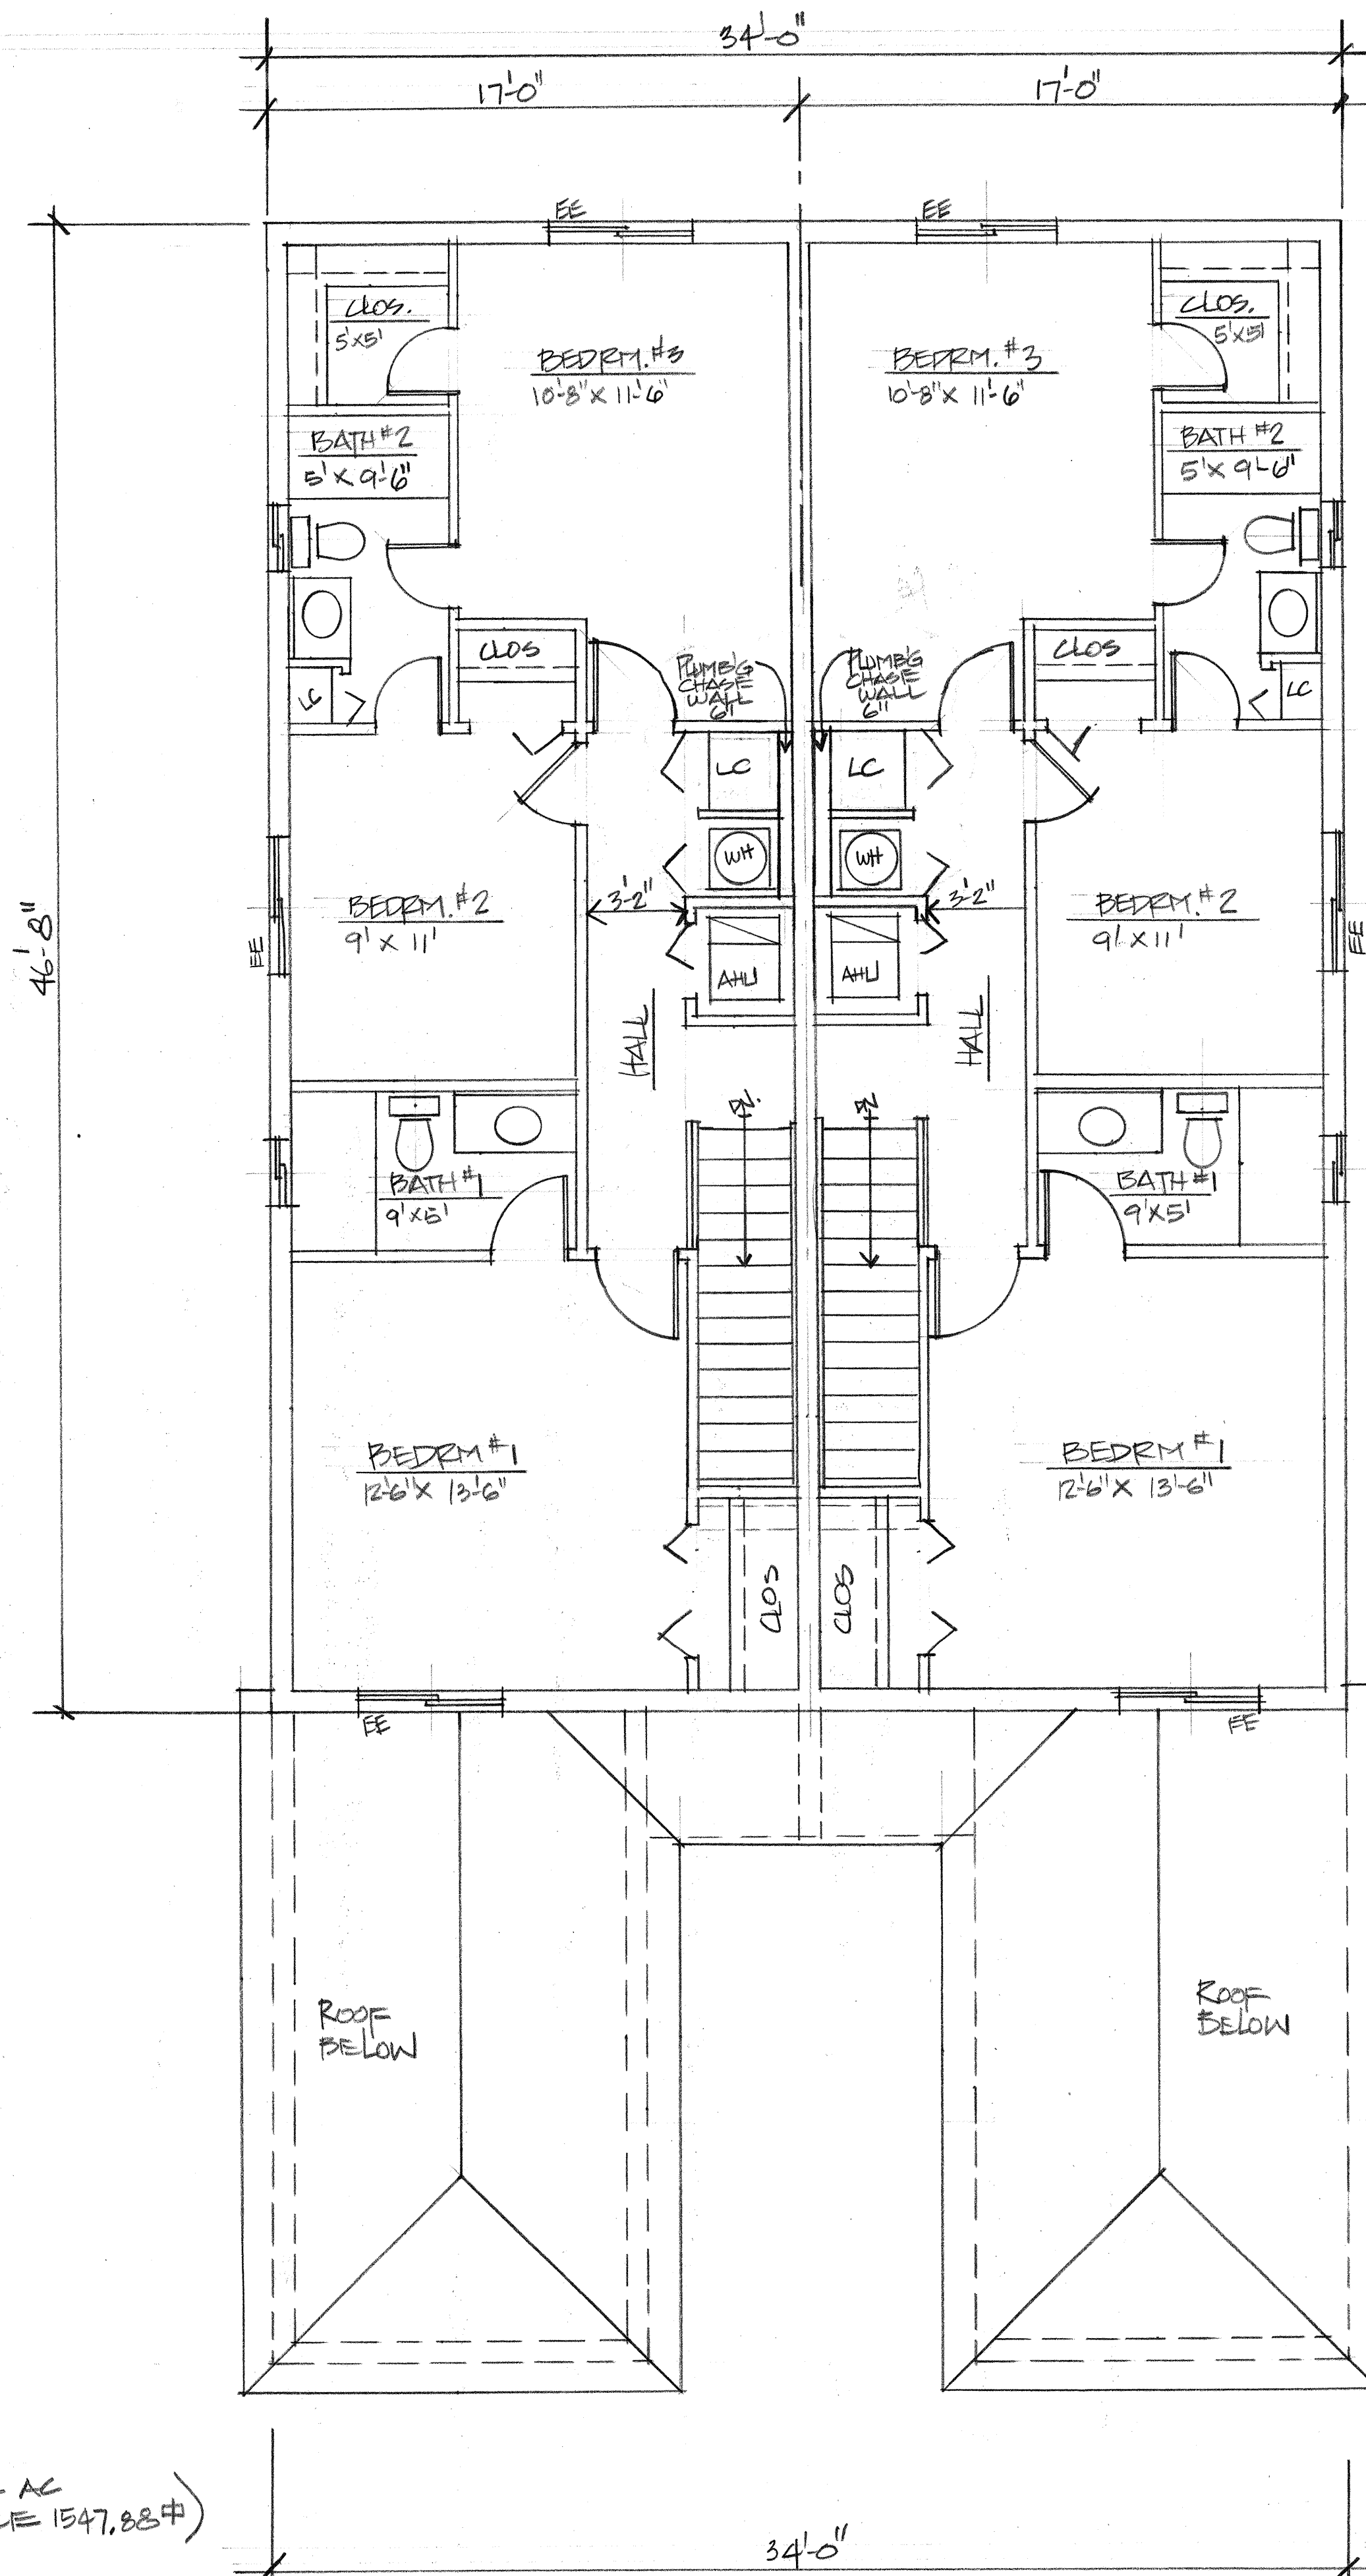 34'-0"
17'-0"
17'-0"
EE
EE
CLOS.
5'x5'
BEDRM. #3
10'-8" x 11'-6"
BEDRM. #3
10'-8" x 11'-6"
CLOS.
5'x5'
BATH #2
5' x 9'-6"
BATH #2
5' x 9'-6"
CLOS
PLUMB'G
CHASE
WALL
6"
PLUMB'G
CHASE
WALL
6"
CLOS
LC
LC
LC
LC
WH
WH
46'-8"
EE
BEDRM. #2
9' x 11'
3'-2"
3'-2"
BEDRM. #2
9' x 11'
EE
AHU
AHU
HALL
HALL
DN.
DN
BATH #1
9'x5'
BATH #1
9'x5'
BEDRM #1
12'-6" x 13'-6"
BEDRM #1
12'-6" x 13'-6"
CLOS
CLOS
EE
EE
ROOF
BELOW
ROOF
BELOW
AC
1547.88
34'-0"